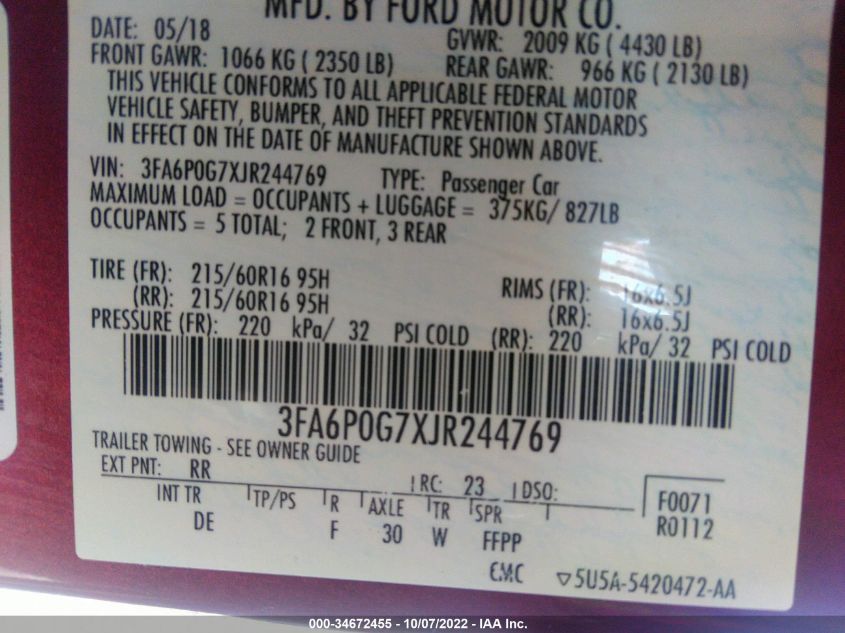 MFD. BY FORD MOTOR CO.
DATE: 05/18 GVWR: 2009 KG ( 4430 LB)
FRONT GAWR: 1066 KG ( 2350 LB) REAR GAWR: 966 KG ( 2130 LB)
THIS VEHICLE CONFORMS TO ALL APPLICABLE FEDERAL MOTOR
VEHICLE SAFETY, BUMPER, AND THEFT PREVENTION STANDARDS
IN EFFECT ON THE DATE OF MANUFACTURE SHOWN ABOVE.
VIN: 3FA6P0G7XJR244769 TYPE: Passenger Car
MAXIMUM LOAD = OCCUPANTS + LUGGAGE = 375KG/ 827LB
OCCUPANTS = 5 TOTAL; 2 FRONT, 3 REAR
TIRE (FR): 215/60R16 95H RIMS (FR): 16x6.5J
(RR): 215/60R16 95H (RR): 16x6.5J
PRESSURE (FR): 220 kPa/ 32 PSI COLD (RR): 220 kPa/ 32 PSI COLD
3FA6P0G7XJR244769
TRAILER TOWING - SEE OWNER GUIDE
EXT PNT: RR RC: 23 DSO:
INT TR TP/PS R AXLE TR SPR F0071
DE F 30 W FFPP R0112
CMC ▽5U5A-5420472-AA
000-34672455 - 10/07/2022 - IAA Inc.